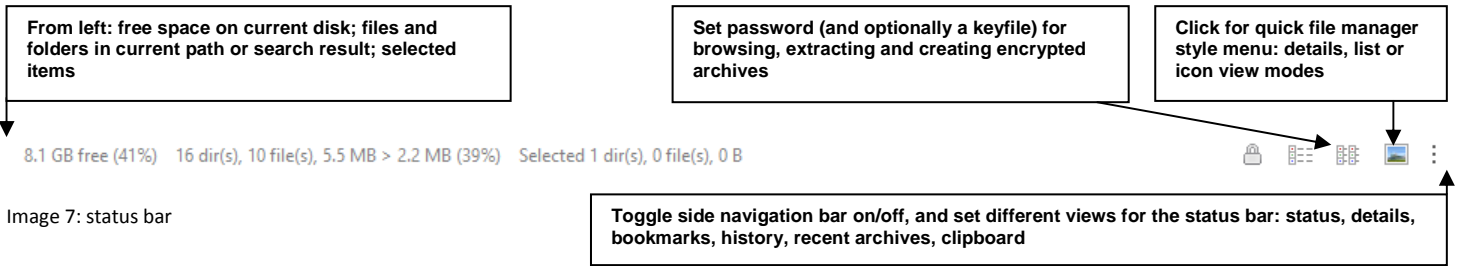 From left: free space on current disk; files and
folders in current path or search result; selected
items
Set password (and optionally a keyfile) for
browsing, extracting and creating encrypted
archives
Click for quick file manager
style menu: details, list or
icon view modes
8.1 GB free (41%) 16 dir(s), 10 file(s), 5.5 MB > 2.2 MB (39%) Selected 1 dir(s), 0 file(s), 0 B
Image 7: status bar
Toggle side navigation bar on/off, and set different views for the status bar: status, details,
bookmarks, history, recent archives, clipboard